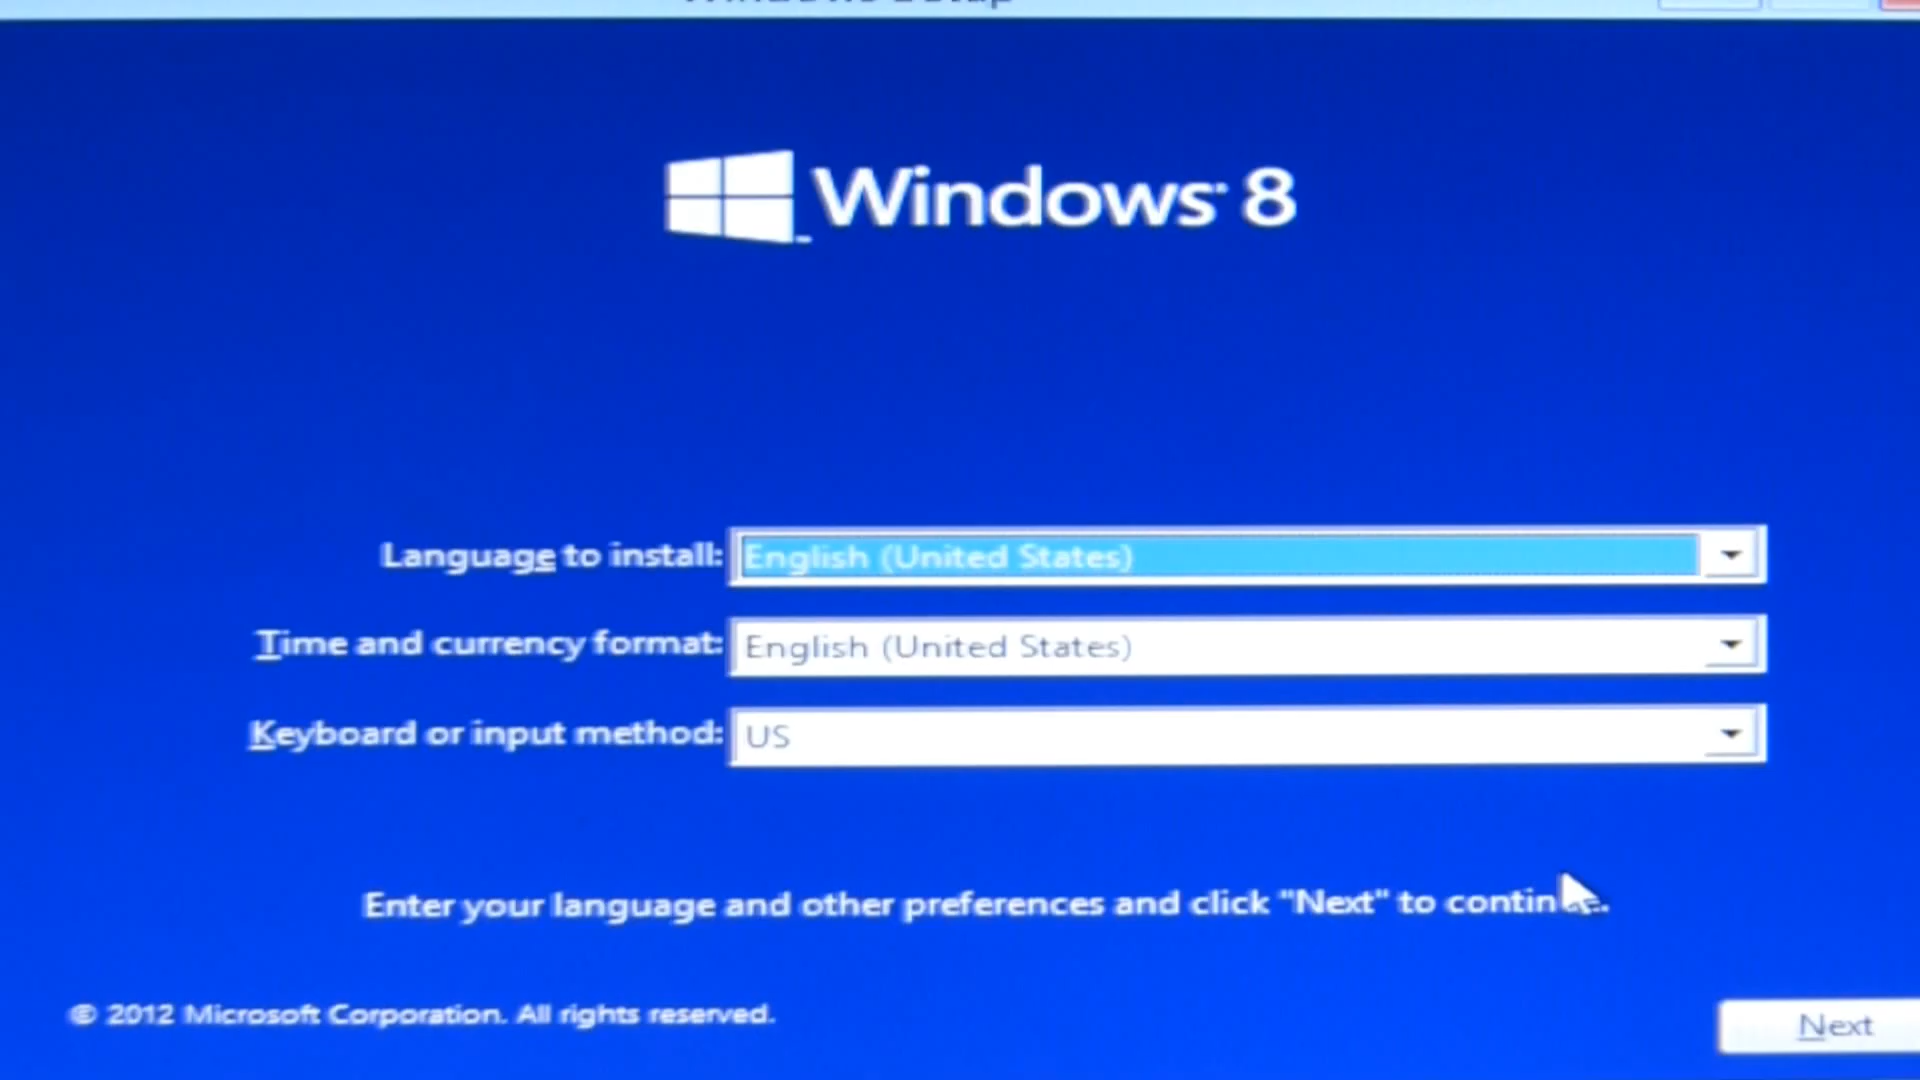 Windows 8
Language to install: English (United States)
Time and currency format: English (United States)
Keyboard or input method: US
Enter your language and other preferences and click "Next" to
© 2012 Microsoft Corporation. All rights reserved.
Next